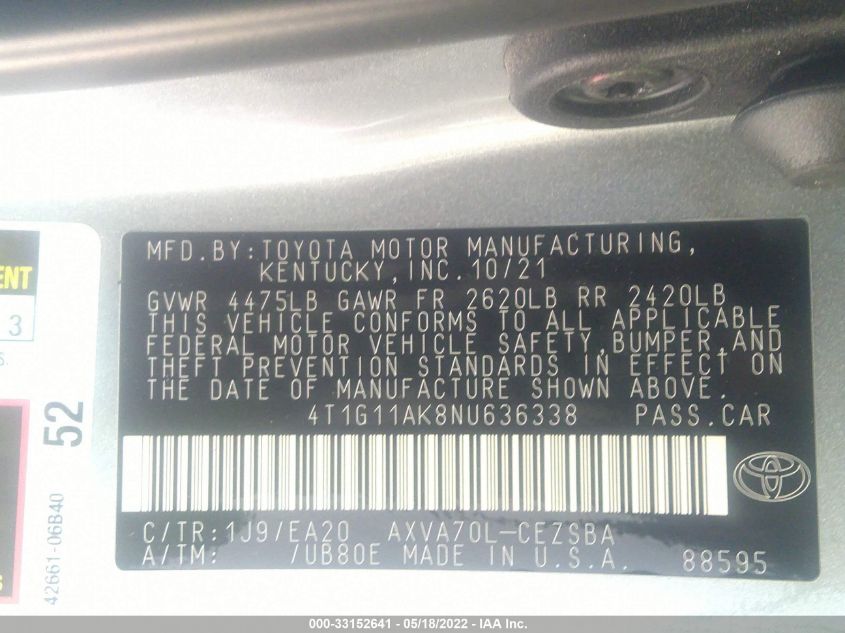 MFD.BY:TOYOTA MOTOR MANUFACTURING,
KENTUCKY,INC.10/21
GVWR 4475LB GAWR FR 2620LB RR 2420LB
THIS VEHICLE CONFORMS TO ALL APPLICABLE
FEDERAL MOTOR VEHICLE SAFETY,BUMPER,AND
THEFT PREVENTION STANDARDS IN EFFECT ON
THE DATE OF MANUFACTURE SHOWN ABOVE.
4T1G11AK8NU636338 PASS.CAR
C/TR:1J9/EA20 AXVA70L-CEZSBA
A/TM: /UB80E MADE IN U.S.A. 88595
3
52
42661-06B40
000-33152641 - 05/18/2022 - IAAI, Inc.